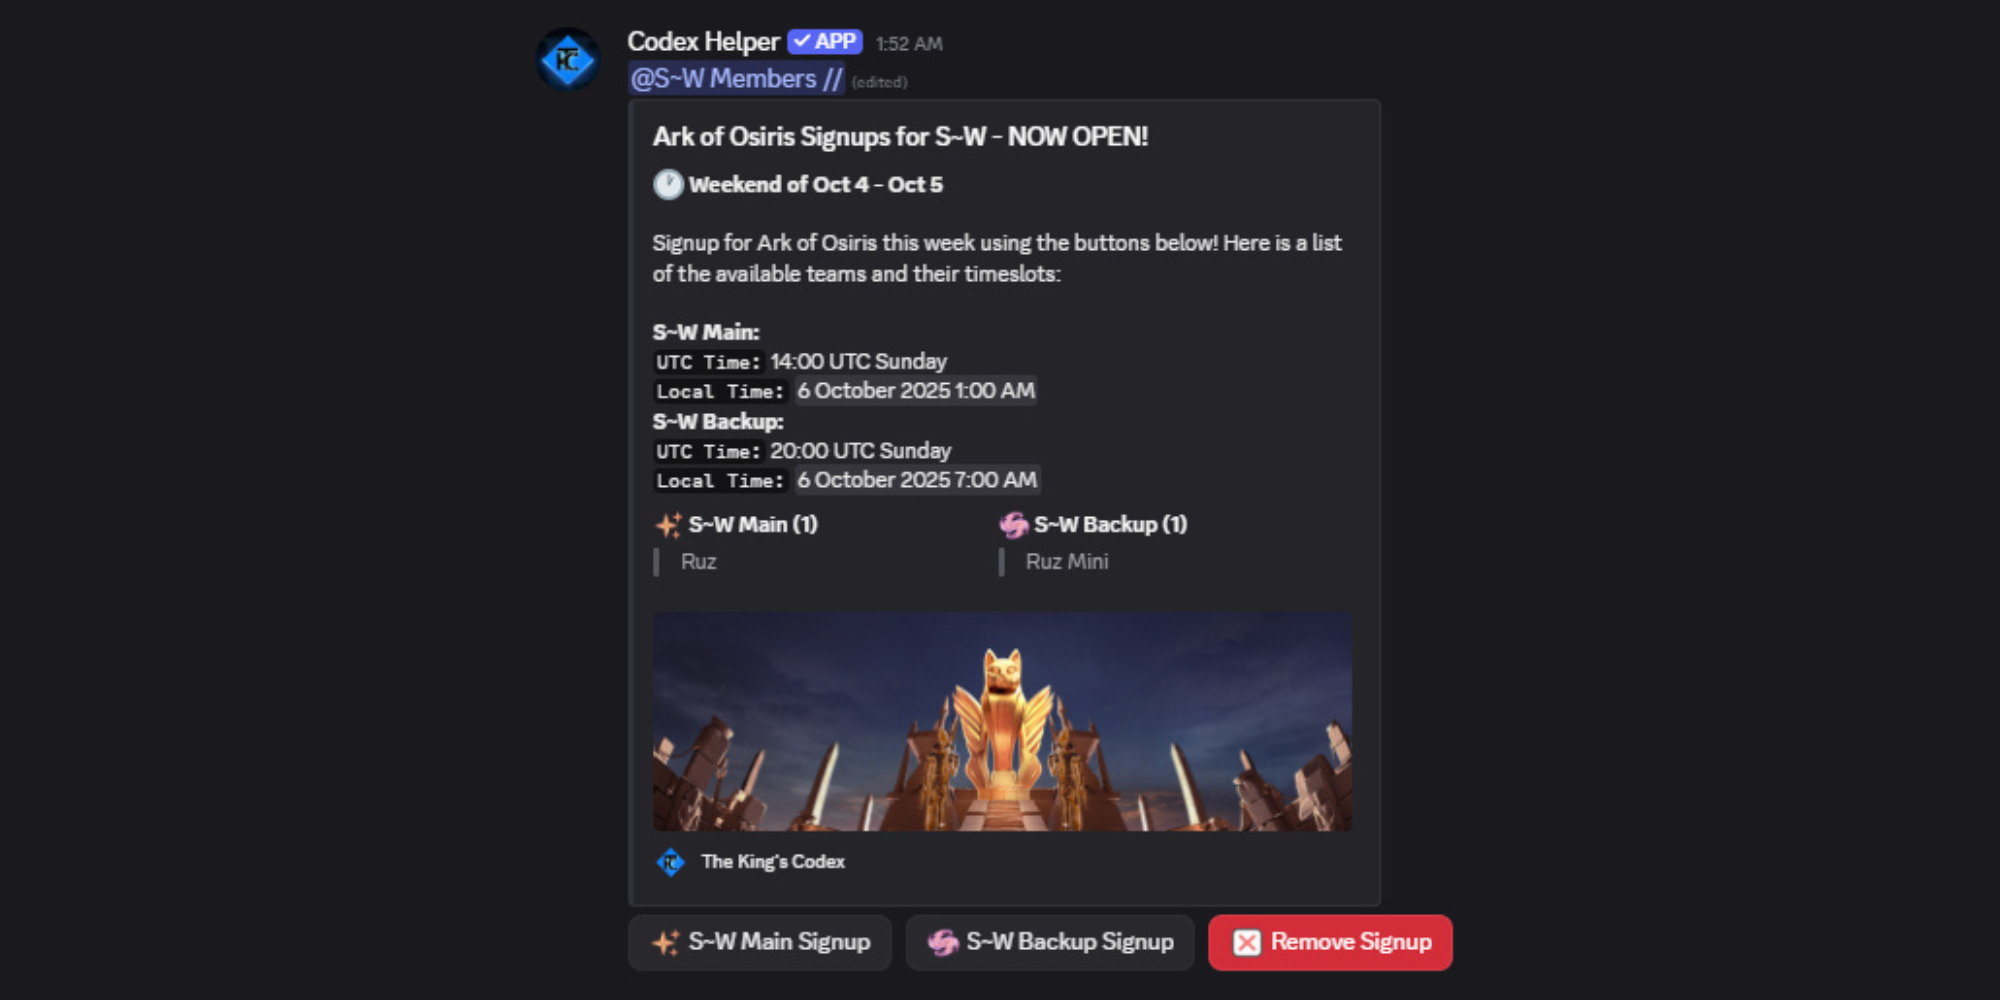 Codex Helper APP 1:52 AM
@S~W Members // (edited)
Ark of Osiris Signups for S~W - NOW OPEN!
Weekend of Oct 4 - Oct 5
Signup for Ark of Osiris this week using the buttons below! Here is a list
of the available teams and their timeslots:
S~W Main:
UTC Time: 14:00 UTC Sunday
Local Time: 6 October 2025 1:00 AM
S~W Backup:
UTC Time: 20:00 UTC Sunday
Local Time: 6 October 2025 7:00 AM
S~W Main (1) S~W Backup (1)
Ruz Ruz Mini
The King's Codex
S~W Main Signup S~W Backup Signup Remove Signup